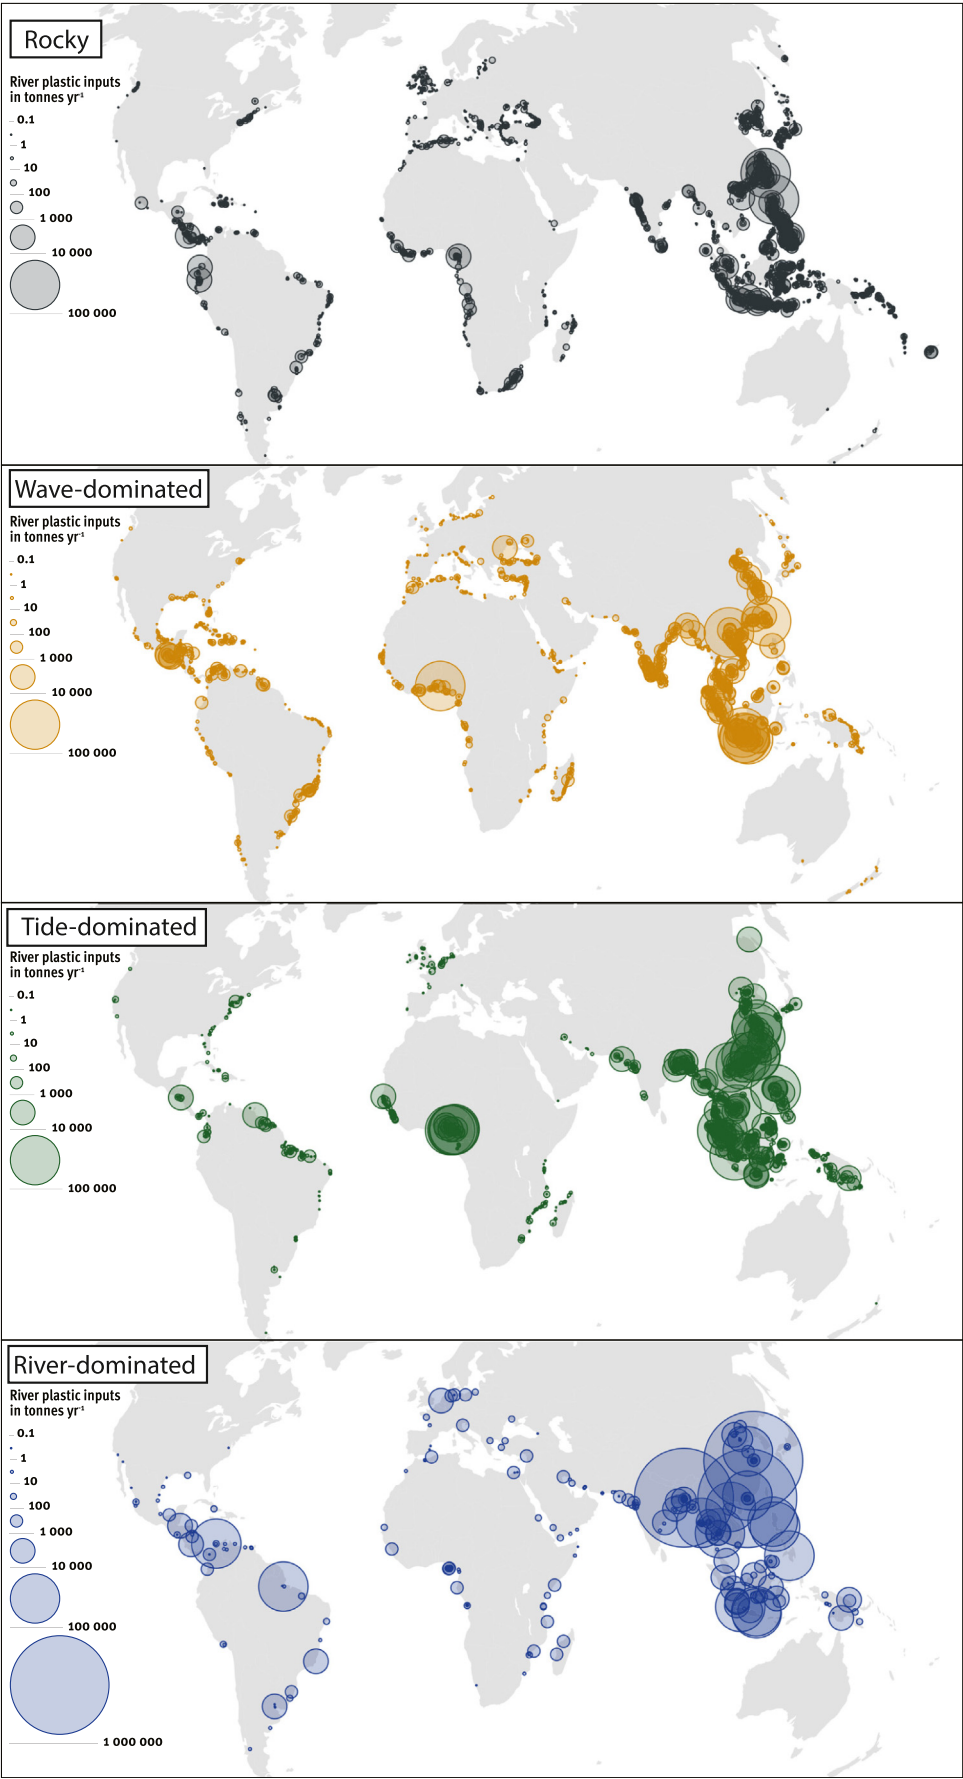 Rocky
River plastic inputs
in tonnes yr⁻¹
0.1
1
10
100
1 000
10 000
100 000
Wave-dominated
River plastic inputs
in tonnes yr⁻¹
0.1
1
10
100
1 000
10 000
100 000
Tide-dominated
River plastic inputs
in tonnes yr⁻¹
0.1
1
10
100
1 000
10 000
100 000
River-dominated
River plastic inputs
in tonnes yr⁻¹
0.1
1
10
100
1 000
10 000
100 000
1 000 000